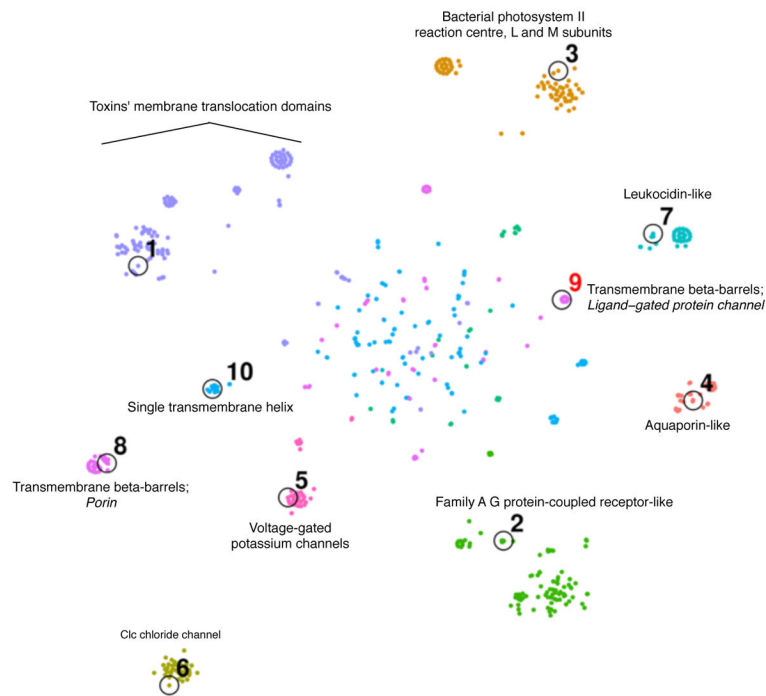 Bacterial photosystem II
reaction centre, L and M subunits
3
Toxins' membrane translocation domains
Leukocidin-like
7
1
9
Transmembrane beta-barrels;
Ligand–gated protein channel
10
Single transmembrane helix
4
Aquaporin-like
8
Transmembrane beta-barrels;
Porin
5
Voltage-gated
potassium channels
Family A G protein-coupled receptor-like
2
Clc chloride channel
6